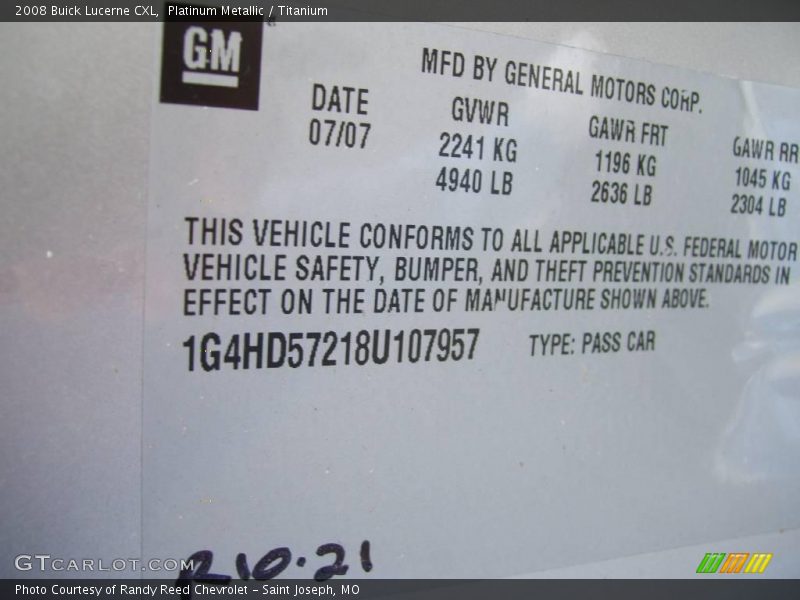 2008 Buick Lucerne CXL, Platinum Metallic / Titanium
GM
MFD BY GENERAL MOTORS CORP.
DATE GVWR GAWR FRT GAWR RR
07/07 2241 KG 1196 KG 1045 KG
4940 LB 2636 LB 2304 LB
THIS VEHICLE CONFORMS TO ALL APPLICABLE U.S. FEDERAL MOTOR
VEHICLE SAFETY, BUMPER, AND THEFT PREVENTION STANDARDS IN
EFFECT ON THE DATE OF MANUFACTURE SHOWN ABOVE.
1G4HD57218U107957 TYPE: PASS CAR
R10.21
GTCARLOT.COM
Photo Courtesy of Randy Reed Chevrolet - Saint Joseph, MO